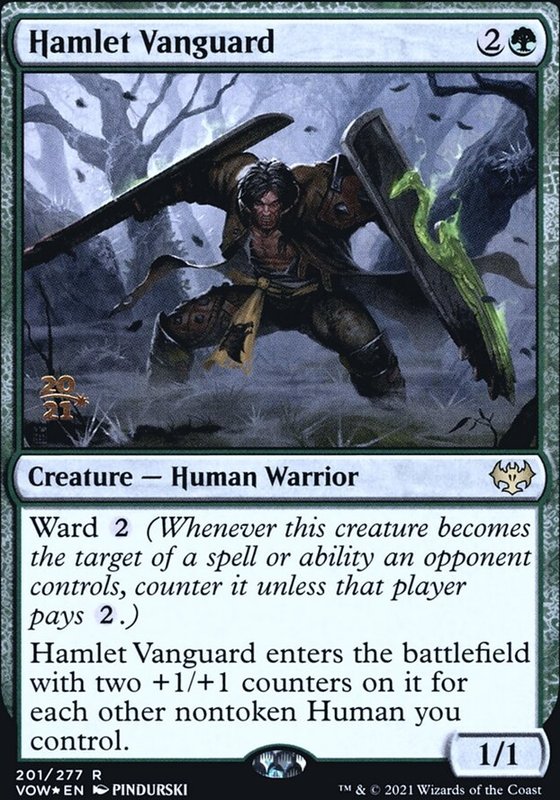 Hamlet Vanguard 2
20
21
Creature — Human Warrior
Ward 2 (Whenever this creature becomes
the target of a spell or ability an opponent
controls, counter it unless that player
pays 2.)
Hamlet Vanguard enters the battlefield
with two +1/+1 counters on it for
each other nontoken Human you
control.
1/1
201/277 R
VOW★EN PINDURSKI
™ & © 2021 Wizards of the Coast